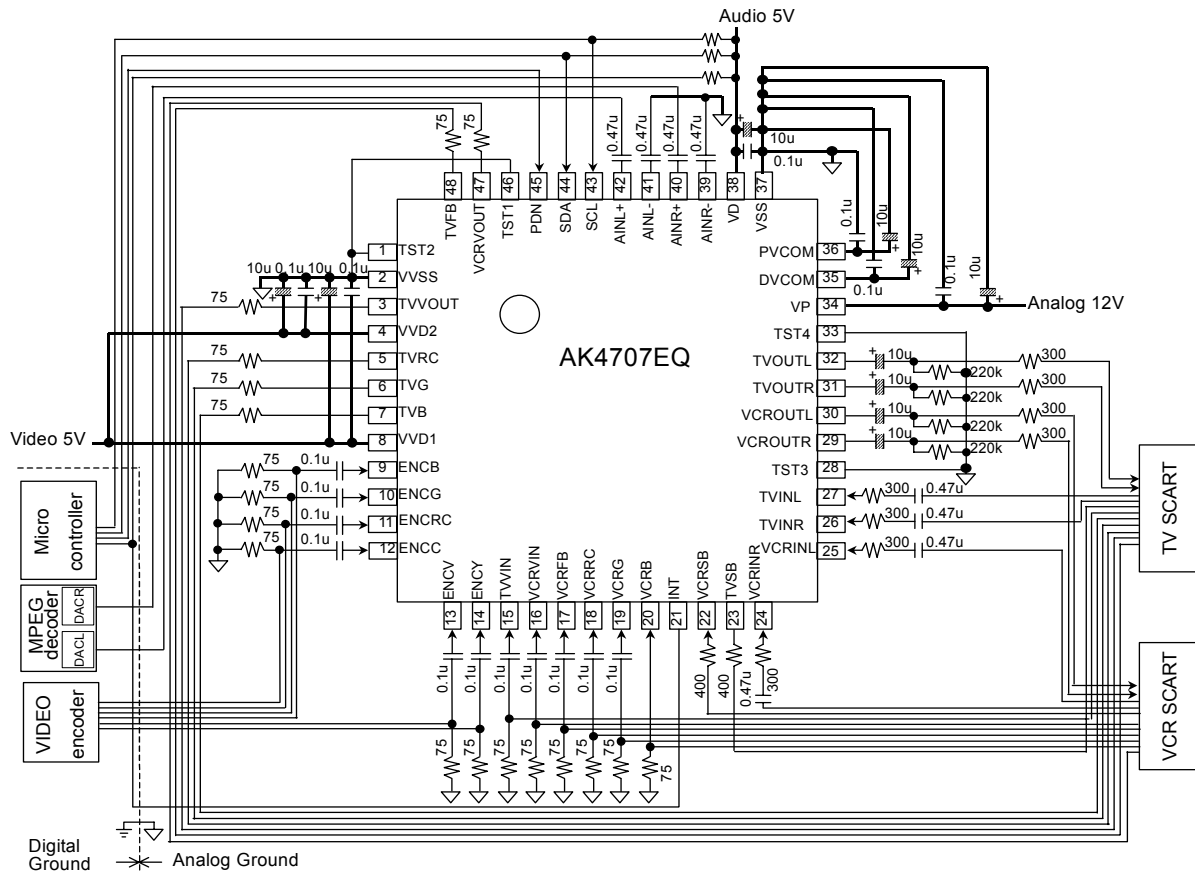 Audio 5V
75
75
0.47u
0.47u
0.47u
0.47u
10u
0.1u
48
47
46
45
44
43
42
41
40
39
38
37
TVFB
VCRVOUT
TST1
PDN
SDA
SCL
AINL+
AINL-
AINR+
AINR-
VD
VSS
0.1u
10u
10u
0.1u
10u
0.1u
10u 0.1u 10u 0.1u
1 TST2
2 VVSS
75 3 TVVOUT
4 VVD2
75 5 TVRC
75 6 TVG
75 7 TVB
Video 5V 8 VVD1
75 0.1u 9 ENCB
75 0.1u 10 ENCG
75 0.1u 11 ENCRC
75 0.1u 12 ENCC
AK4707EQ
PVCOM 36
DVCOM 35
VP 34 Analog 12V
TST4 33
TVOUTL 32 + 10u 300
220k
TVOUTR 31 + 10u 300
220k
VCROUTL 30 + 10u 300
220k
VCROUTR 29 + 10u 300
220k
TST3 28
TVINL 27 300 0.47u
TVINR 26 300 0.47u
VCRINL 25 300 0.47u
ENCV
ENCY
TVVIN
VCRVIN
VCRFB
VCRRC
VCRG
VCRB
INT
VCRSB
TVSB
VCRINR
13
14
15
16
17
18
19
20
21
22
23
24
0.1u
0.1u
0.1u
0.1u
0.1u
0.1u
0.1u
400
400
0.47u
300
75
75
75
75
75
75
75
75
Micro
controller
MPEG
decoder
DACR
DACL
VIDEO
encoder
TV SCART
VCR SCART
Digital
Ground
Analog Ground